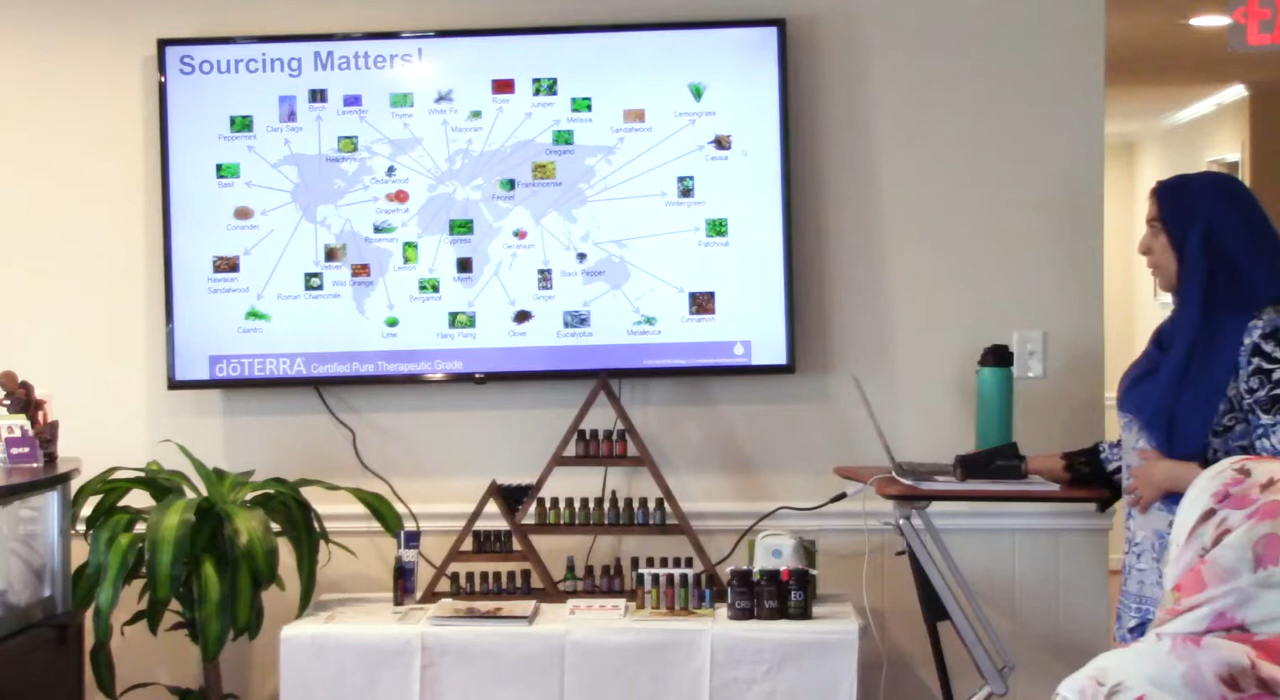 Sourcing Matters!
Birch
Lavender
Thyme
White Fir
Rose
Juniper
Melissa
Lemongrass
Clary Sage
Marjoram
Sandalwood
Peppermint
Helichrysum
Oregano
Cassia
Basil
Cedarwood
Fennel
Frankincense
Wintergreen
Grapefruit
Coriander
Rosemary
Cypress
Geranium
Patchouli
Hawaiian
Sandalwood
Vetiver
Lemon
Wild Orange
Myrrh
Black Pepper
Roman Chamomile
Bergamot
Ginger
Cinnamon
Cilantro
Lime
Ylang Ylang
Clove
Eucalyptus
Melaleuca
dōTERRA Certified Pure Therapeutic Grade
VM
EO